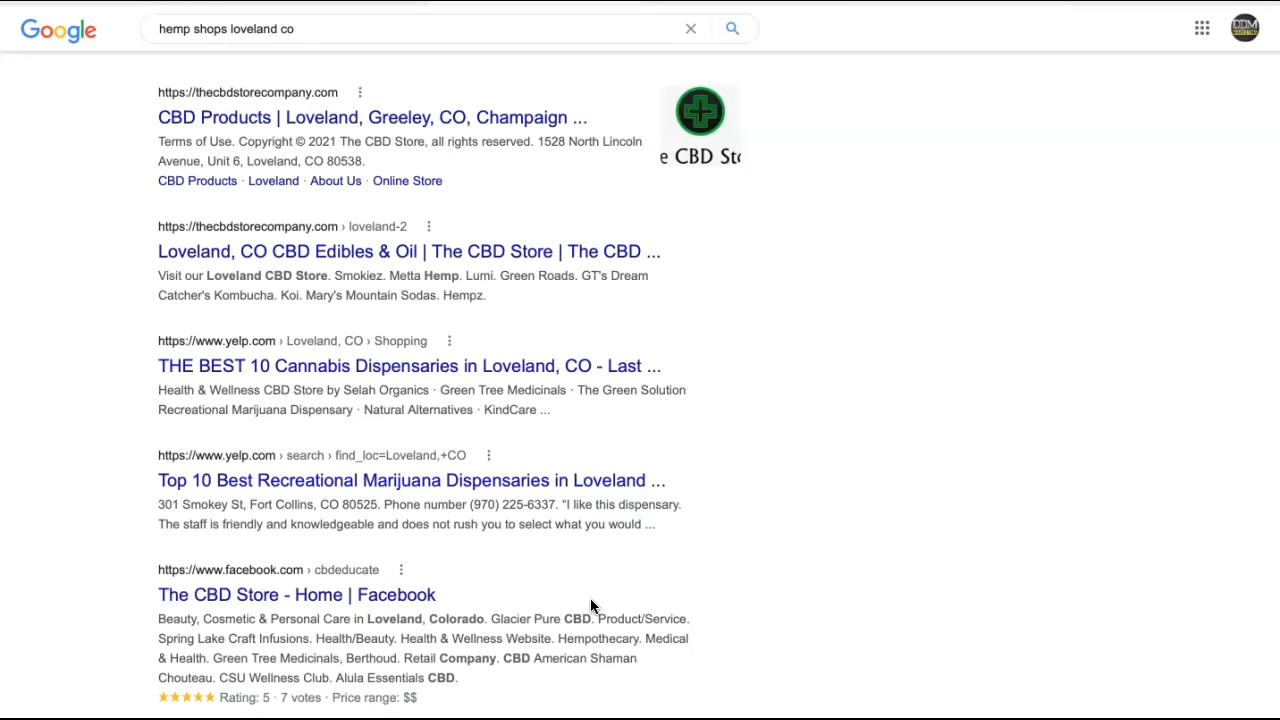 Google
hemp shops loveland co
DDM
https://thecbdstorecompany.com
CBD Products | Loveland, Greeley, CO, Champaign ...
Terms of Use. Copyright © 2021 The CBD Store, all rights reserved. 1528 North Lincoln
Avenue, Unit 6, Loveland, CO 80538.
CBD Products · Loveland · About Us · Online Store
e CBD Sto
https://thecbdstorecompany.com › loveland-2
Loveland, CO CBD Edibles & Oil | The CBD Store | The CBD ...
Visit our Loveland CBD Store. Smokiez. Metta Hemp. Lumi. Green Roads. GT's Dream
Catcher's Kombucha. Koi. Mary's Mountain Sodas. Hempz.
https://www.yelp.com › Loveland, CO › Shopping
THE BEST 10 Cannabis Dispensaries in Loveland, CO - Last ...
Health & Wellness CBD Store by Selah Organics · Green Tree Medicinals · The Green Solution
Recreational Marijuana Dispensary · Natural Alternatives · KindCare ...
https://www.yelp.com › search › find_loc=Loveland,+CO
Top 10 Best Recreational Marijuana Dispensaries in Loveland ...
301 Smokey St, Fort Collins, CO 80525. Phone number (970) 225-6337. “I like this dispensary.
The staff is friendly and knowledgeable and does not rush you to select what you would ...
https://www.facebook.com › cbdeducate
The CBD Store - Home | Facebook
Beauty, Cosmetic & Personal Care in Loveland, Colorado. Glacier Pure CBD. Product/Service.
Spring Lake Craft Infusions. Health/Beauty. Health & Wellness Website. Hempothecary. Medical
& Health. Green Tree Medicinals, Berthoud. Retail Company. CBD American Shaman
Chouteau. CSU Wellness Club. Alula Essentials CBD.
Rating: 5 · 7 votes · Price range: $$